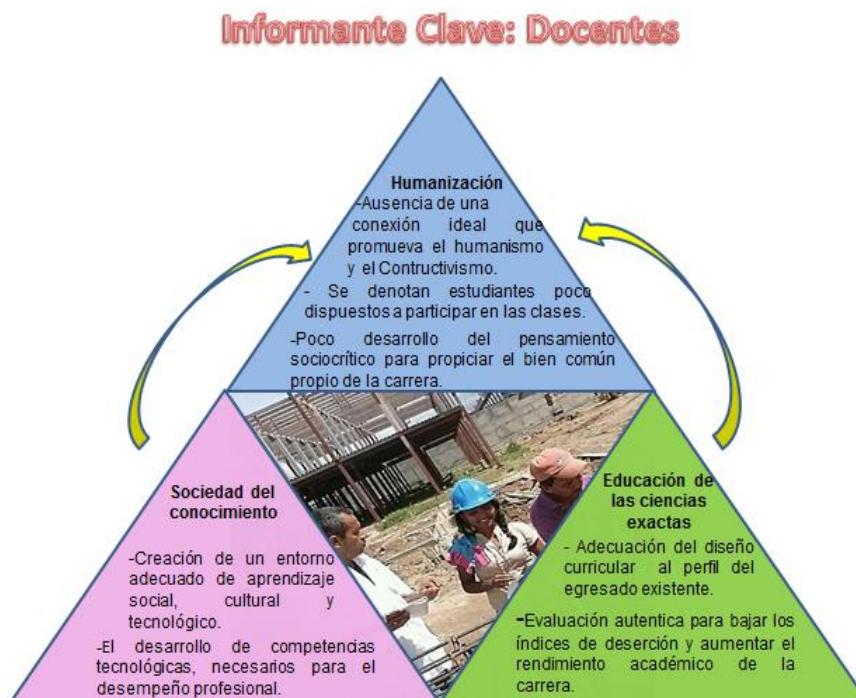 Informante Clave: Docentes
Humanización
-Ausencia de una
conexión ideal que
promueva el humanismo
y el Contructivismo.
- Se denotan estudiantes poco
dispuestos a participar en las clases.
-Poco desarrollo del pensamiento
sociocrítico para propiciar el bien común
propio de la carrera.
Sociedad del
conocimiento
-Creación de un entorno
adecuado de aprendizaje
social, cultural y
tecnológico.
-El desarrollo de competencias
tecnológicas, necesarios para el
desempeño profesional.
Educación de
las ciencias
exactas
- Adecuación del diseño
curricular al perfil del
egresado existente.
-Evaluación autentica para bajar los
índices de deserción y aumentar el
rendimiento académico de la
carrera.